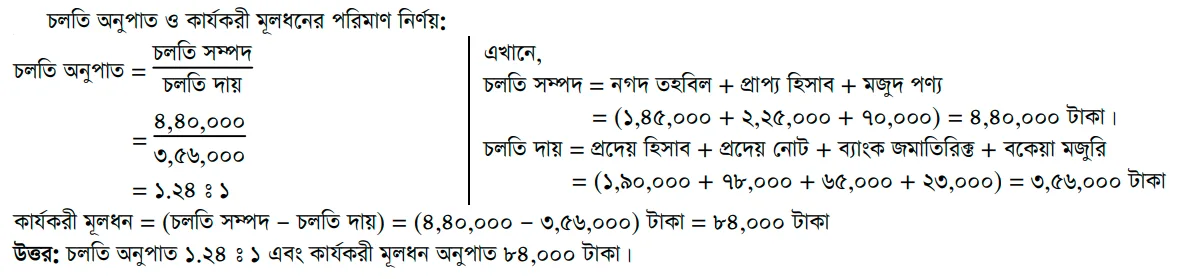 চলতি অনুপাত ও কার্যকরী মূলধনের পরিমাণ নির্ণয়:
চলতি অনুপাত = চলতি সম্পদ / চলতি দায়
= ৪,৪০,০০০ / ৩,৫৬,০০০
= ১.২৪ ঃ ১
এখানে,
চলতি সম্পদ = নগদ তহবিল + প্রাপ্য হিসাব + মজুদ পণ্য
= (১,৪৫,০০০ + ২,২৫,০০০ + ৭০,০০০) = ৪,৪০,০০০ টাকা।
চলতি দায় = প্রদেয় হিসাব + প্রদেয় নোট + ব্যাংক জমাতিরিক্ত + বকেয়া মজুরি
= (১,৯০,০০০ + ৭৮,০০০ + ৬৫,০০০ + ২৩,০০০) = ৩,৫৬,০০০ টাকা
কার্যকরী মূলধন = (চলতি সম্পদ – চলতি দায়) = (৪,৪০,০০০ – ৩,৫৬,০০০) টাকা = ৮৪,০০০ টাকা
উত্তর: চলতি অনুপাত ১.২৪ ঃ ১ এবং কার্যকরী মূলধন অনুপাত ৮৪,০০০ টাকা।